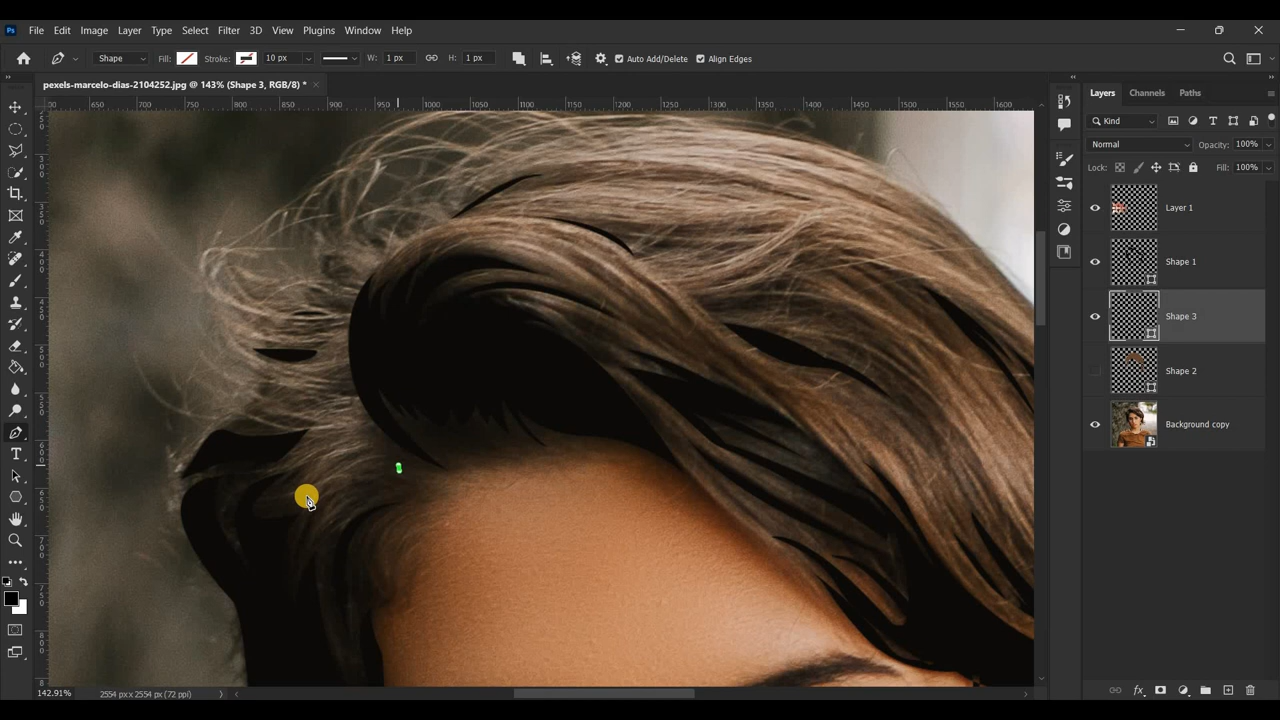 Ps File Edit Image Layer Type Select Filter 3D View Plugins Window Help
Shape Fill: Stroke: 10 px W: 1 px H: 1 px Auto Add/Delete Align Edges
pexels-marcelo-dias-2104252.jpg @ 143% (Shape 3, RGB/8) *
650 700 750 800 850 900 950 1000 1050 1100 1150 1200 1250 1300 1350 1400 1450 1500 1550 1600
Layers Channels Paths
Kind
Normal Opacity: 100%
Lock: Fill: 100%
Layer 1
Shape 1
Shape 3
Shape 2
Background copy
142.91% 2554 px x 2554 px (72 ppi)